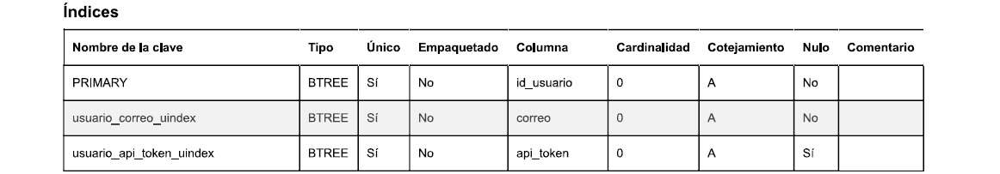 Índices
Nombre de la clave Tipo Único Empaquetado Columna Cardinalidad Cotejamiento Nulo Comentario
PRIMARY BTREE Sí No id_usuario 0 A No
usuario_correo_uindex BTREE Sí No correo 0 A No
usuario_api_token_uindex BTREE Sí No api_token 0 A Sí